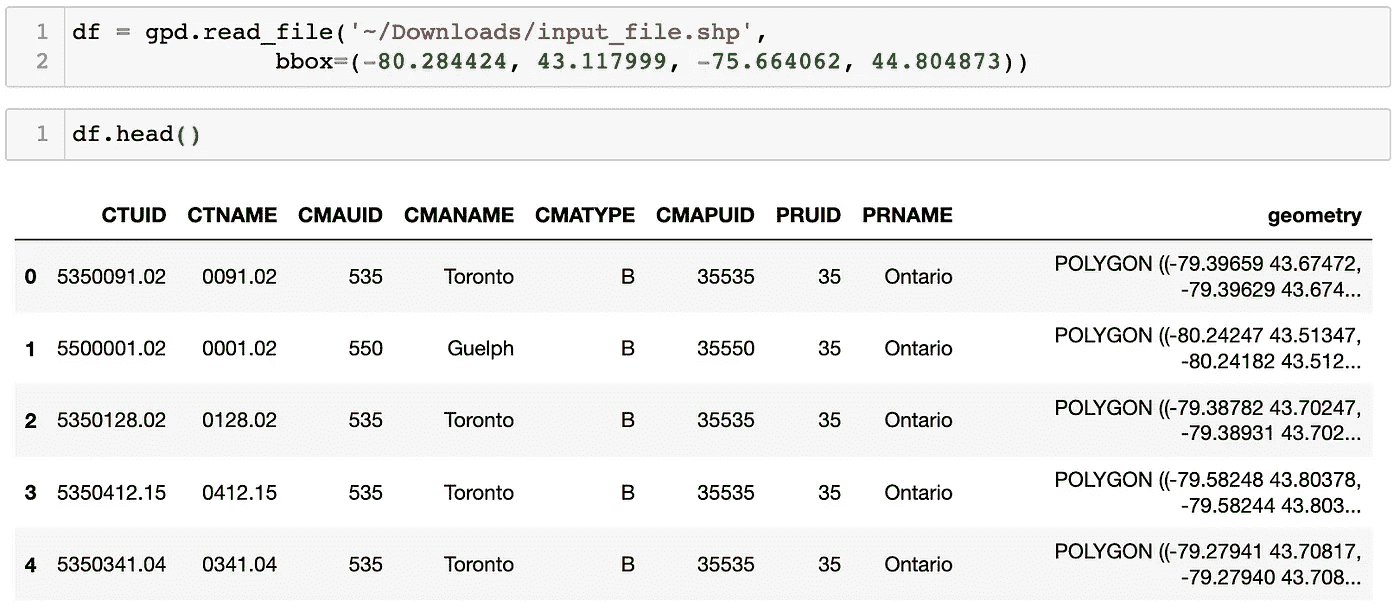 1 df = gpd.read_file('~/Downloads/input_file.shp',
2 bbox=(-80.284424, 43.117999, -75.664062, 44.804873))
1 df.head()
CTUID CTNAME CMAUID CMANAME CMATYPE CMAPUID PRUID PRNAME geometry
0 5350091.02 0091.02 535 Toronto B 35535 35 Ontario POLYGON ((-79.39659 43.67472,
-79.39629 43.674...
1 5500001.02 0001.02 550 Guelph B 35550 35 Ontario POLYGON ((-80.24247 43.51347,
-80.24182 43.512...
2 5350128.02 0128.02 535 Toronto B 35535 35 Ontario POLYGON ((-79.38782 43.70247,
-79.38931 43.702...
3 5350412.15 0412.15 535 Toronto B 35535 35 Ontario POLYGON ((-79.58248 43.80378,
-79.58244 43.803...
4 5350341.04 0341.04 535 Toronto B 35535 35 Ontario POLYGON ((-79.27941 43.70817,
-79.27940 43.708...